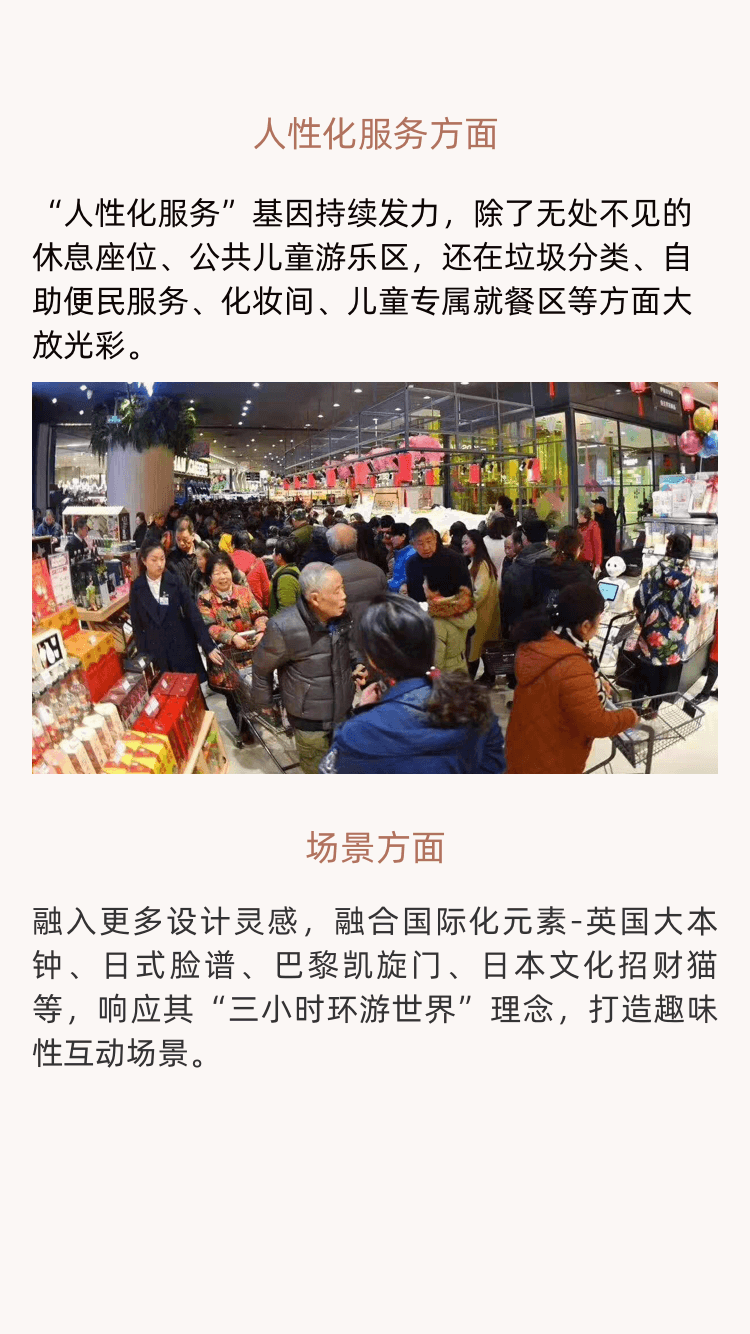 人性化服务方面
“人性化服务”基因持续发力，除了无处不见的
休息座位、公共儿童游乐区，还在垃圾分类、自
助便民服务、化妆间、儿童专属就餐区等方面大
放光彩。
场景方面
融入更多设计灵感，融合国际化元素-英国大本
钟、日式脸谱、巴黎凯旋门、日本文化招财猫
等，响应其“三小时环游世界”理念，打造趣味
性互动场景。